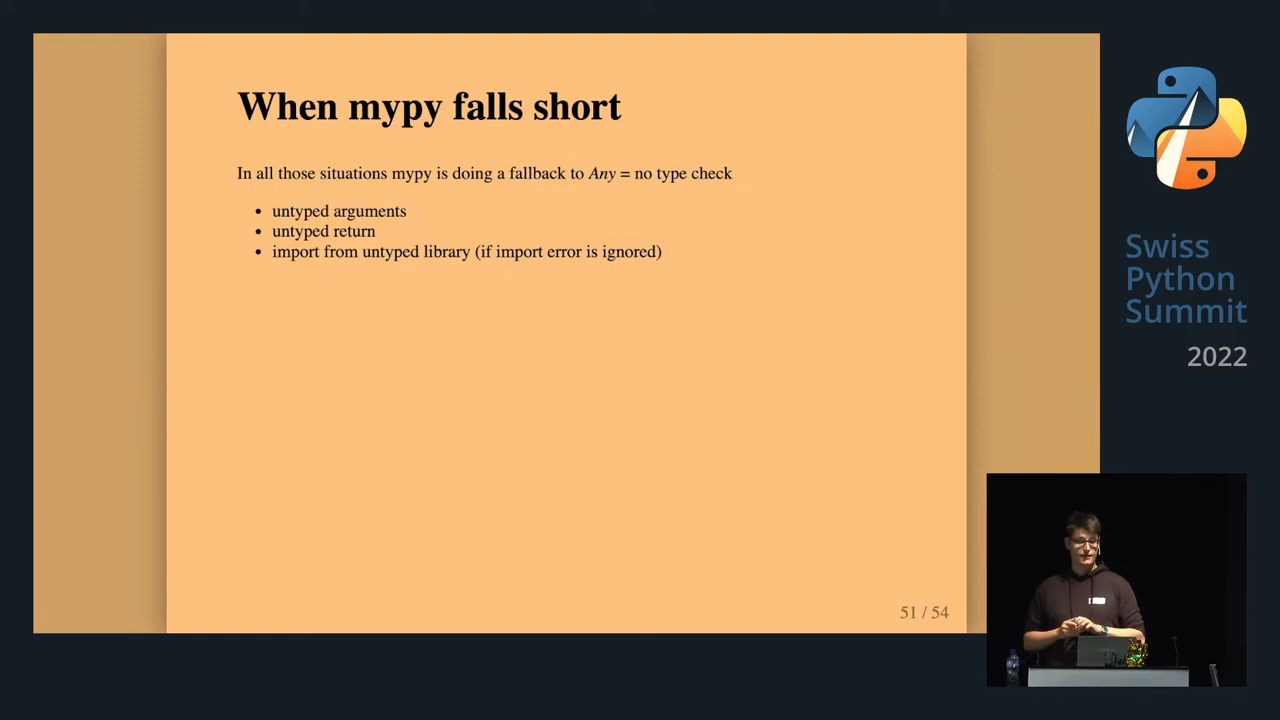 When mypy falls short
In all those situations mypy is doing a fallback to Any = no type check
untyped arguments
untyped return
import from untyped library (if import error is ignored)
51 / 54
Swiss
Python
Summit
2022